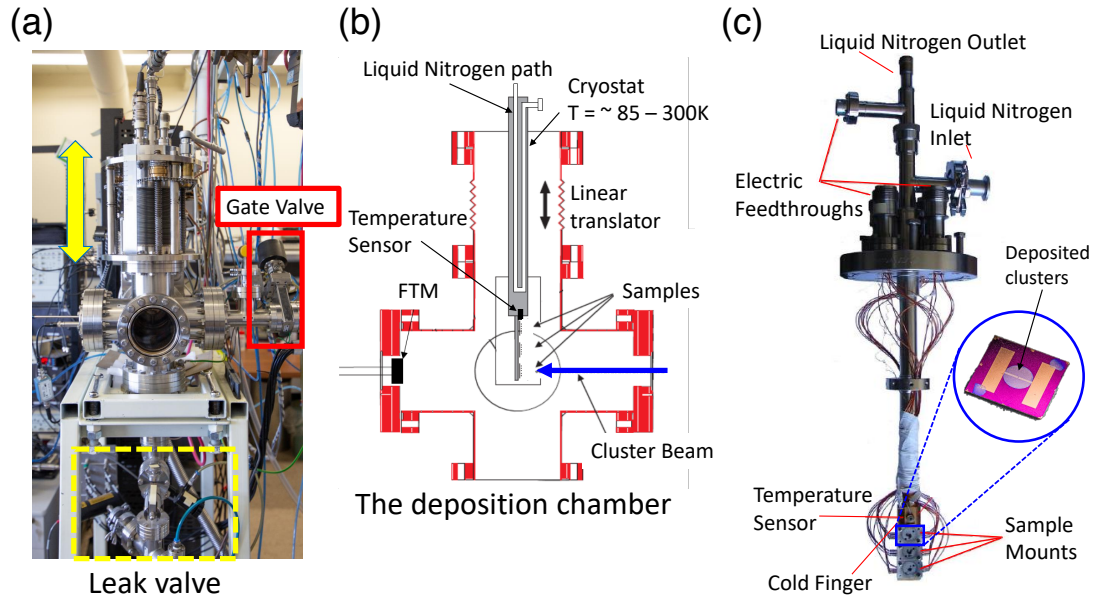 (a)
Gate Valve
Leak valve
(b)
Liquid Nitrogen path
Cryostat
T = ~ 85 – 300K
Linear
translator
Temperature
Sensor
FTM
Samples
Cluster Beam
The deposition chamber
(c)
Liquid Nitrogen Outlet
Liquid Nitrogen
Inlet
Electric
Feedthroughs
Deposited
clusters
Temperature
Sensor
Sample
Mounts
Cold Finger